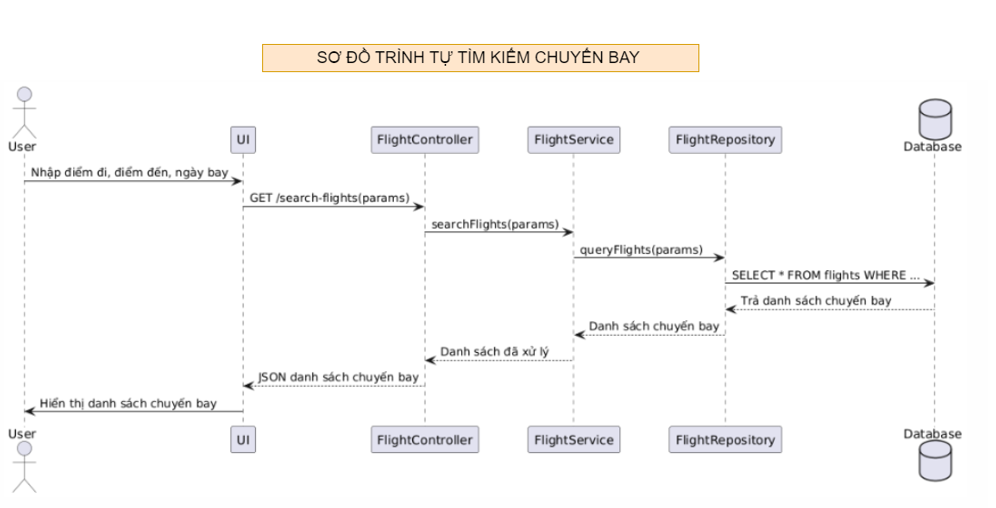 SƠ ĐỒ TRÌNH TỰ TÌM KIẾM CHUYẾN BAY
User
UI
FlightController
FlightService
FlightRepository
Database
Nhập điểm đi, điểm đến, ngày bay
GET /search-flights(params)
searchFlights(params)
queryFlights(params)
SELECT * FROM flights WHERE ...
Trả danh sách chuyến bay
Danh sách chuyến bay
Danh sách đã xử lý
JSON danh sách chuyến bay
Hiển thị danh sách chuyến bay
User
UI
FlightController
FlightService
FlightRepository
Database